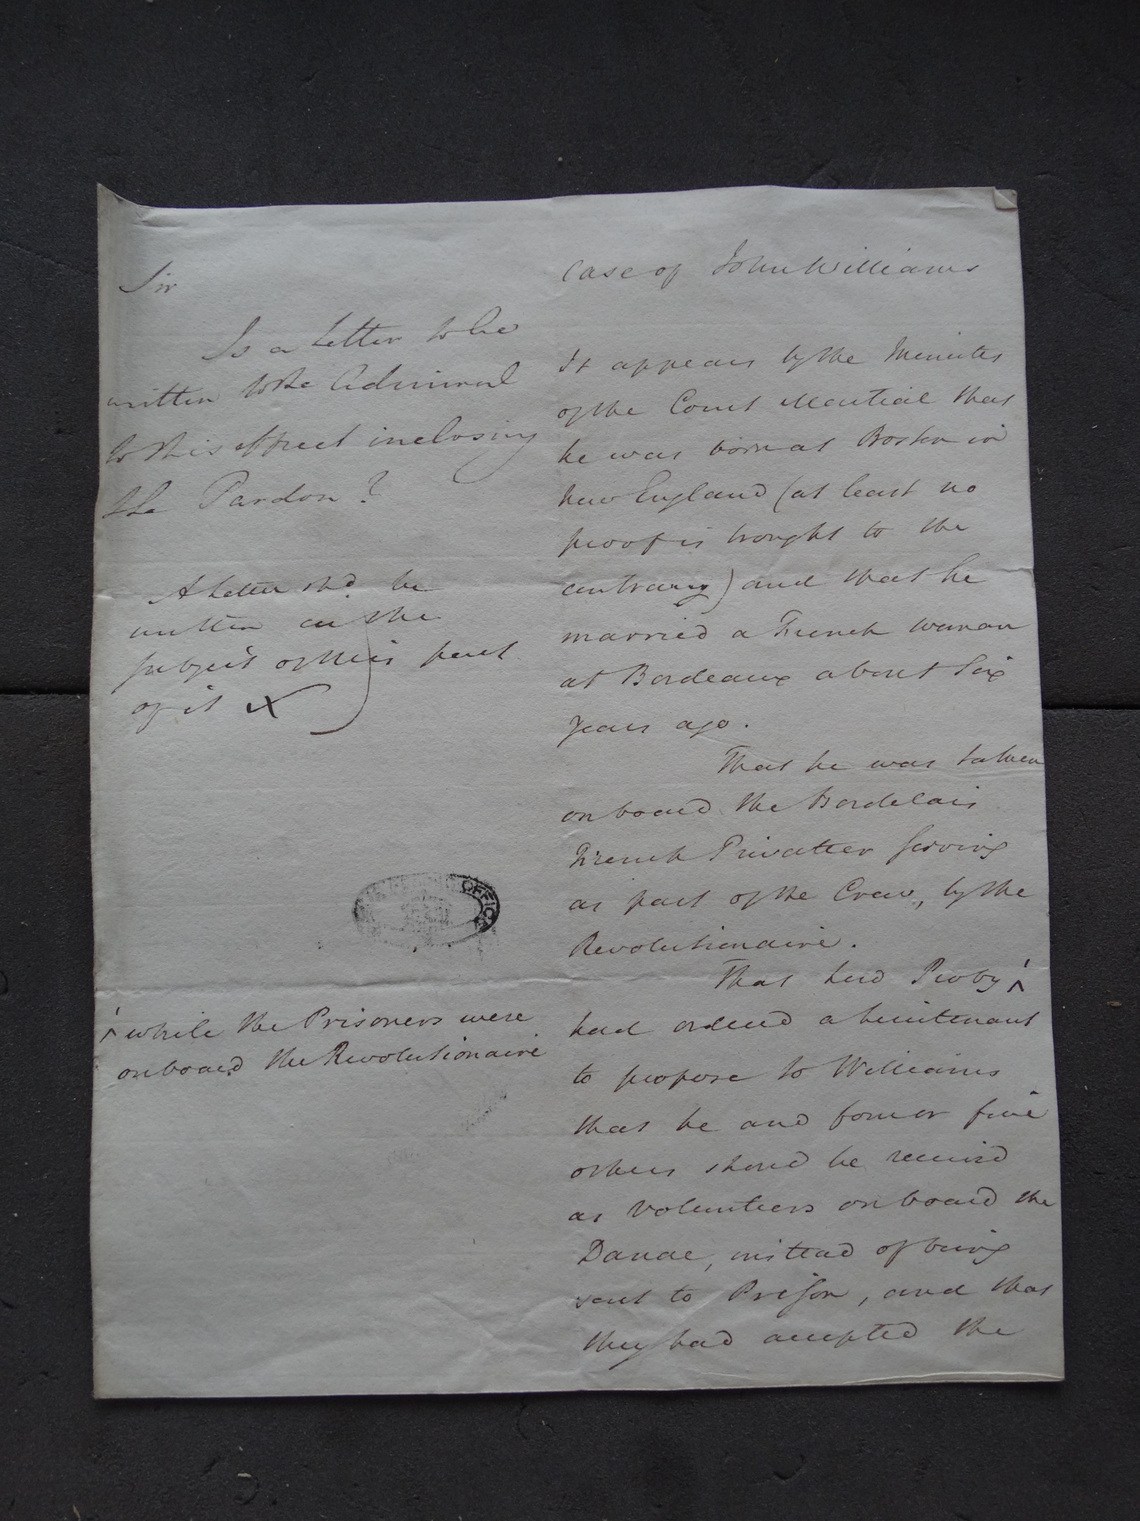 Sir
Is a Letter to be
written to the Admiral
to this effect inclosing
the Pardon?
A Letter shd. be
written on the
subject of this part
of it X
^ while the Prisoners were
on board the Revolutionaire
OFFICE
Case of John Williams
It appears by the Minutes
of the Court Martial that
he was born at Boston in
New England (at least no
proof is brought to the
contrary) and that he
married a French woman
at Bordeaux about Six
years ago.
That he was taken
on board the Bordelais
French Privateer serving
as part of the Crew, by the
Revolutionaire.
That Lord Proby ^
had ordered a Lieutenant
to propose to Williams
that he and four or five
others should be received
as Volunteers on board the
Danae, instead of being
sent to Prison, and that
they had accepted the